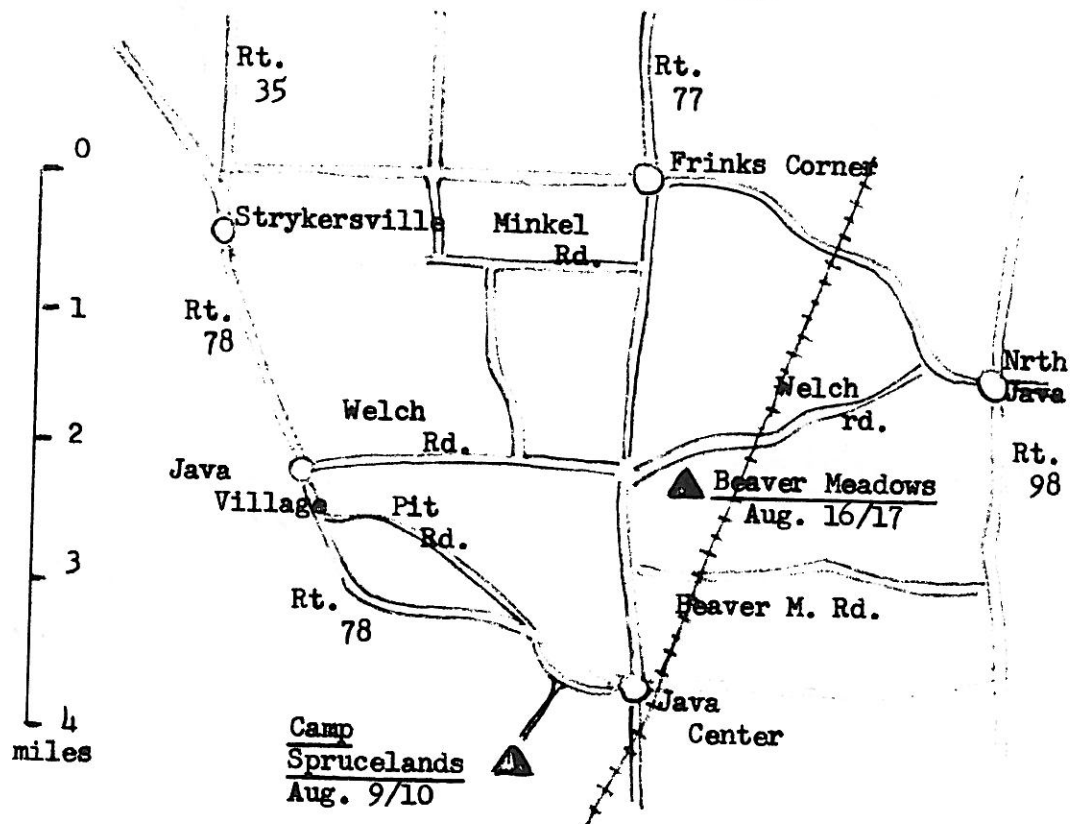 Rt.
35
Rt.
77
0
Frinks Corner
Strykersville
Minkel
Rd.
1
Rt.
78
Nrth
Java
Welch
rd.
Welch
Rd.
2
Java
Village
Rt.
98
Beaver Meadows
Aug. 16/17
Pit
Rd.
3
Rt.
78
Beaver M. Rd.
Java
Center
4
miles
Camp
Sprucelands
Aug. 9/10